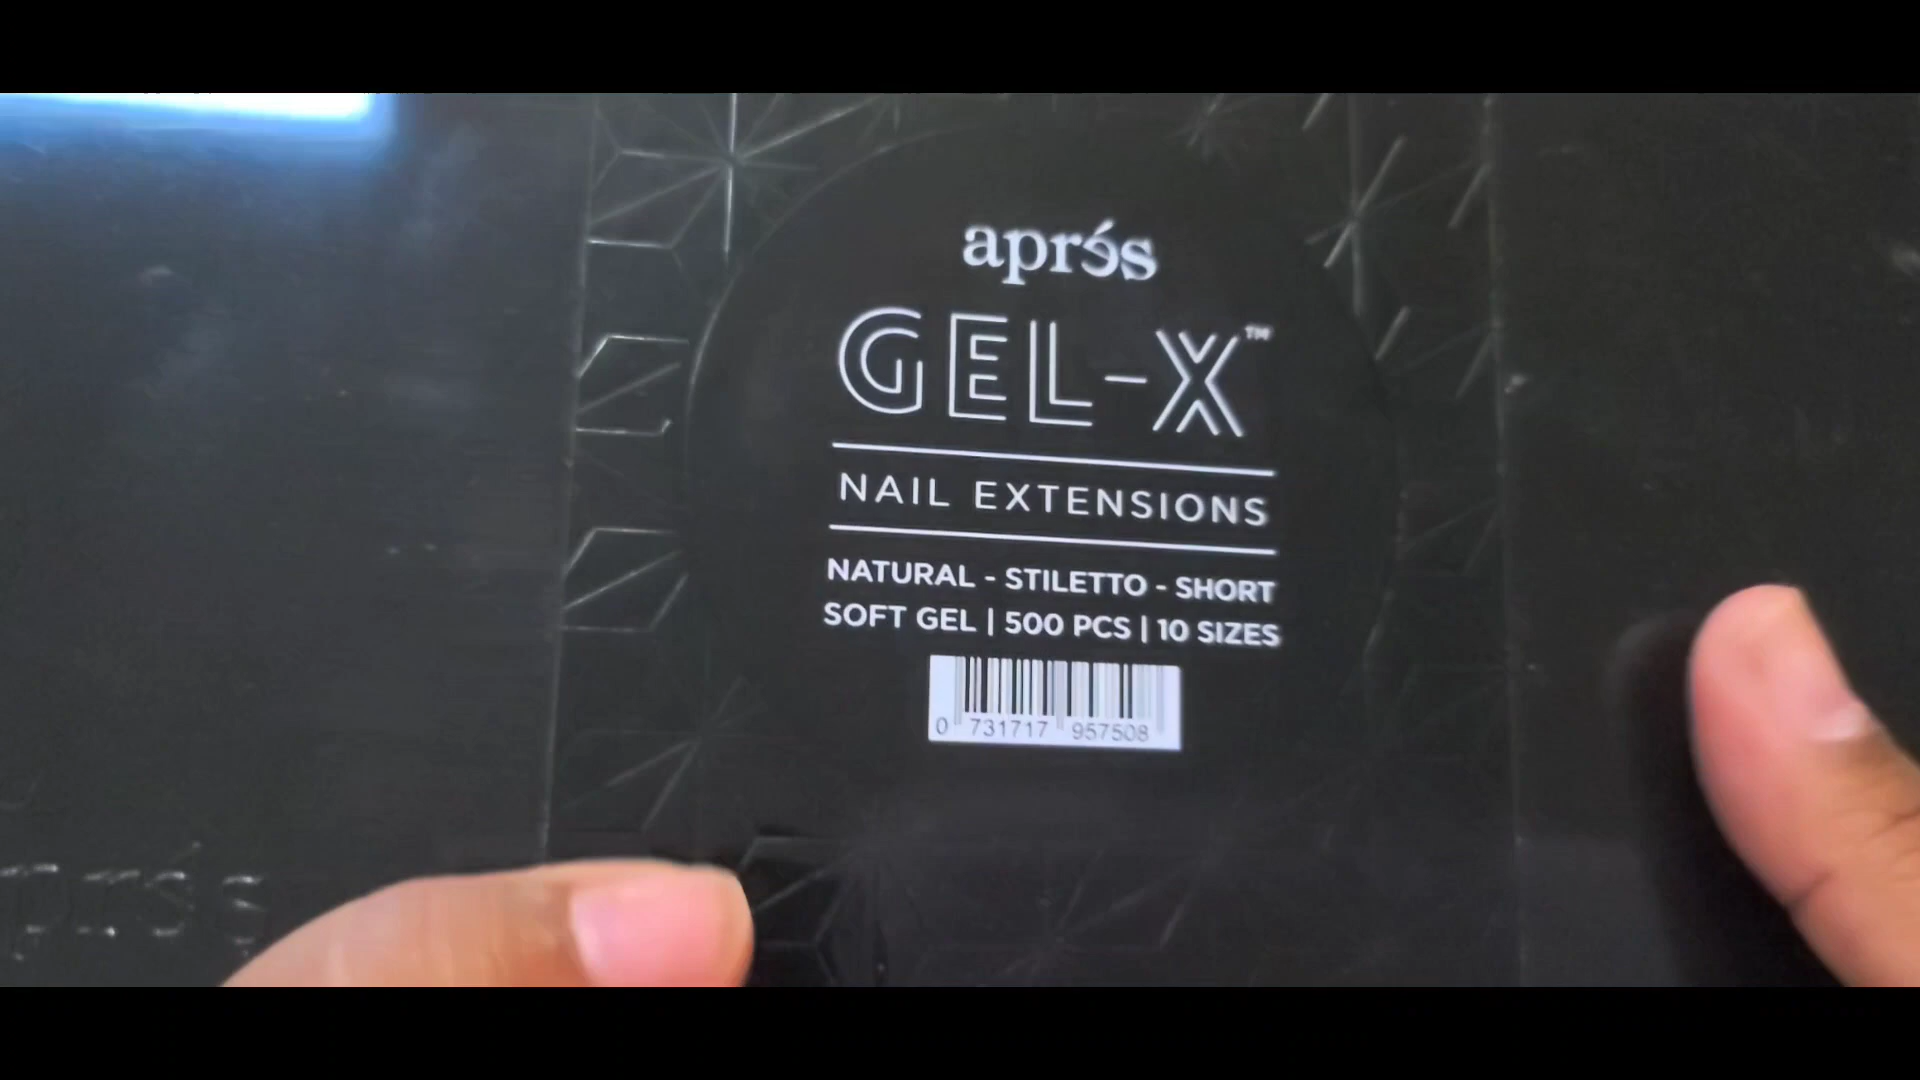 aprés
GEL-X™
NAIL EXTENSIONS
NATURAL - STILETTO - SHORT
SOFT GEL | 500 PCS | 10 SIZES
0 731717 957508